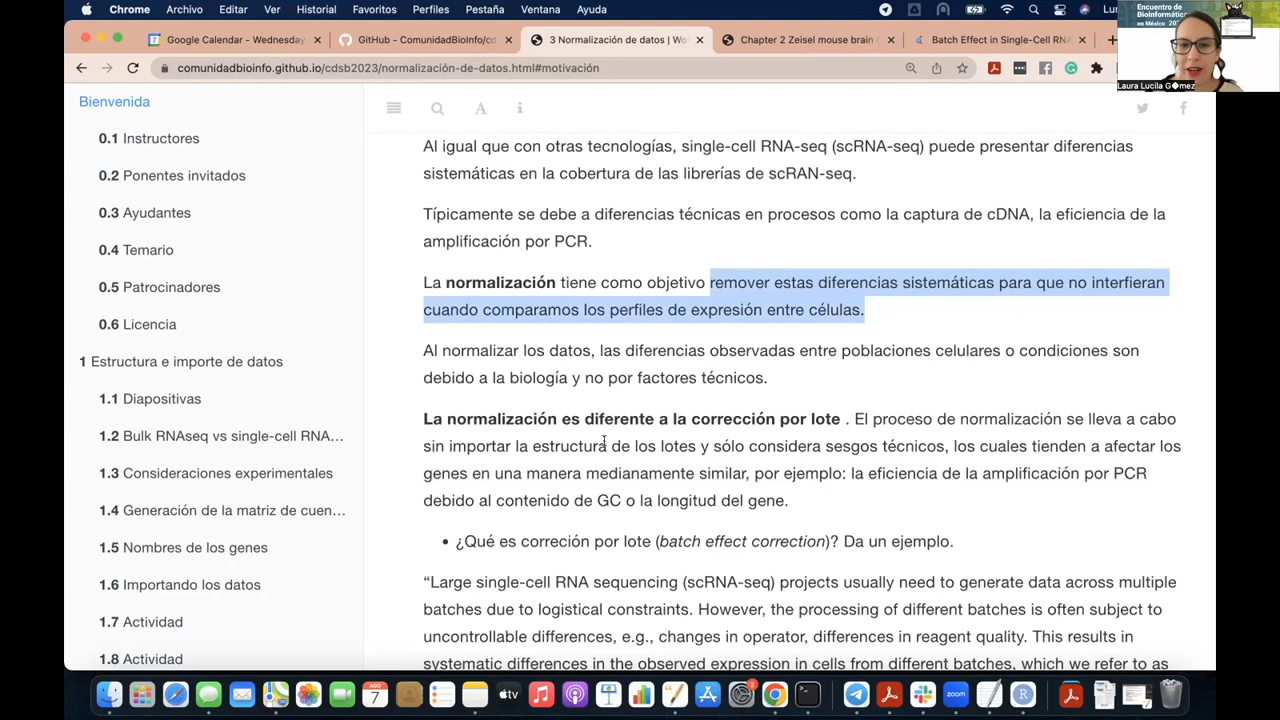 Chrome Archivo Editar Ver Historial Favoritos Perfiles Pestaña Ventana Ayuda
Encuentro de
Bioinformátic
en México 20
Laura Lucila G�mez
Google Calendar - Wednesday
GitHub - ComunidadBioinfo/cd
3 Normalización de datos | Wo
Chapter 2 Zeisel mouse brain
Batch Effect in Single-Cell RNA
comunidadbioinfo.github.io/cdsb2023/normalización-de-datos.html#motivación
Bienvenida
0.1 Instructores
0.2 Ponentes invitados
0.3 Ayudantes
0.4 Temario
0.5 Patrocinadores
0.6 Licencia
1 Estructura e importe de datos
1.1 Diapositivas
1.2 Bulk RNAseq vs single-cell RNA...
1.3 Consideraciones experimentales
1.4 Generación de la matriz de cuen...
1.5 Nombres de los genes
1.6 Importando los datos
1.7 Actividad
1.8 Actividad
Al igual que con otras tecnologías, single-cell RNA-seq (scRNA-seq) puede presentar diferencias
sistemáticas en la cobertura de las librerías de scRAN-seq.
Típicamente se debe a diferencias técnicas en procesos como la captura de cDNA, la eficiencia de la
amplificación por PCR.
La normalización tiene como objetivo remover estas diferencias sistemáticas para que no interfieran
cuando comparamos los perfiles de expresión entre células.
Al normalizar los datos, las diferencias observadas entre poblaciones celulares o condiciones son
debido a la biología y no por factores técnicos.
La normalización es diferente a la corrección por lote . El proceso de normalización se lleva a cabo
sin importar la estructura de los lotes y sólo considera sesgos técnicos, los cuales tienden a afectar los
genes en una manera medianamente similar, por ejemplo: la eficiencia de la amplificación por PCR
debido al contenido de GC o la longitud del gene.
• ¿Qué es correción por lote (batch effect correction)? Da un ejemplo.
“Large single-cell RNA sequencing (scRNA-seq) projects usually need to generate data across multiple
batches due to logistical constraints. However, the processing of different batches is often subject to
uncontrollable differences, e.g., changes in operator, differences in reagent quality. This results in
systematic differences in the observed expression in cells from different batches, which we refer to as
AGO
7
tv
zoom
R